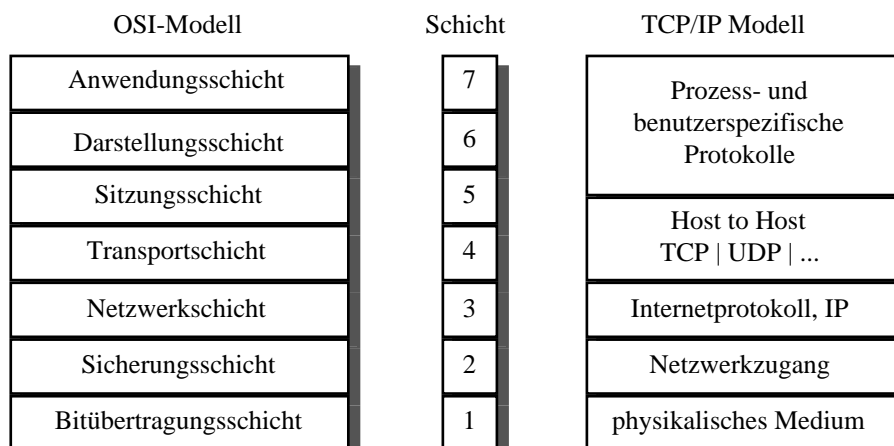 OSI-Modell Schicht TCP/IP Modell
Anwendungsschicht 7 Prozess- und
benutzerspezifische
Darstellungsschicht 6 Protokolle
Sitzungsschicht 5
Host to Host
Transportschicht 4 TCP | UDP | ...
Netzwerkschicht 3 Internetprotokoll, IP
Sicherungsschicht 2 Netzwerkzugang
Bitübertragungsschicht 1 physikalisches Medium